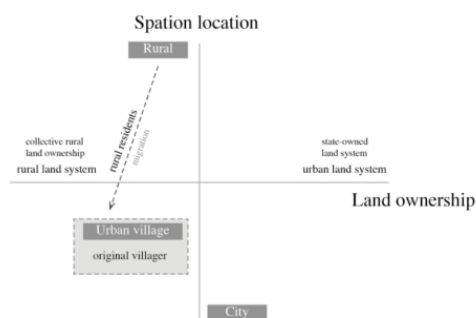 Spation location
Rural
rural residents
migration
collective rural
land ownership
rural land system
state-owned
land system
urban land system
Land ownership
Urban village
original villager
City